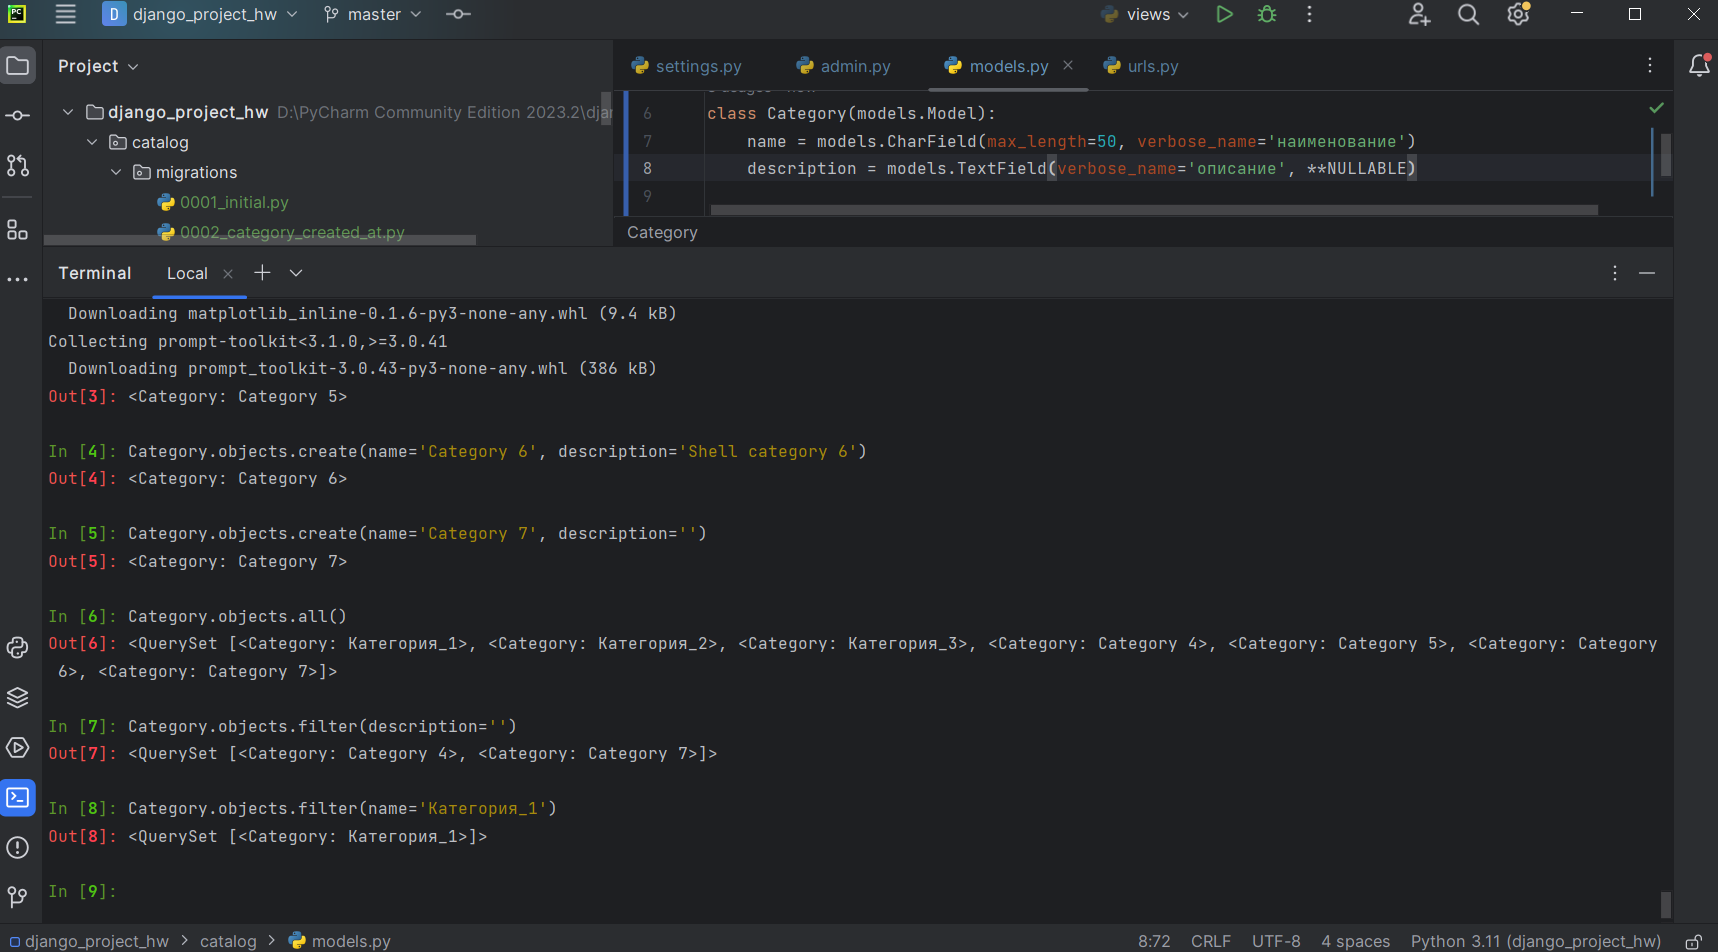 PC D django_project_hw master views
Project
settings.py admin.py models.py urls.py
django_project_hw D:\PyCharm Community Edition 2023.2\dja
catalog
migrations
0001_initial.py
0002_category_created_at.py
6 class Category(models.Model):
7 name = models.CharField(max_length=50, verbose_name='наименование')
8 description = models.TextField(verbose_name='описание', **NULLABLE)
9
Category
Terminal Local
Downloading matplotlib_inline-0.1.6-py3-none-any.whl (9.4 kB)
Collecting prompt-toolkit<3.1.0,>=3.0.41
Downloading prompt_toolkit-3.0.43-py3-none-any.whl (386 kB)
Out[3]: <Category: Category 5>
In [4]: Category.objects.create(name='Category 6', description='Shell category 6')
Out[4]: <Category: Category 6>
In [5]: Category.objects.create(name='Category 7', description='')
Out[5]: <Category: Category 7>
In [6]: Category.objects.all()
Out[6]: <QuerySet [<Category: Категория_1>, <Category: Категория_2>, <Category: Категория_3>, <Category: Category 4>, <Category: Category 5>, <Category: Category
6>, <Category: Category 7>]>
In [7]: Category.objects.filter(description='')
Out[7]: <QuerySet [<Category: Category 4>, <Category: Category 7>]>
In [8]: Category.objects.filter(name='Категория_1')
Out[8]: <QuerySet [<Category: Категория_1>]>
In [9]:
django_project_hw > catalog > models.py 8:72 CRLF UTF-8 4 spaces Python 3.11 (django_project_hw)